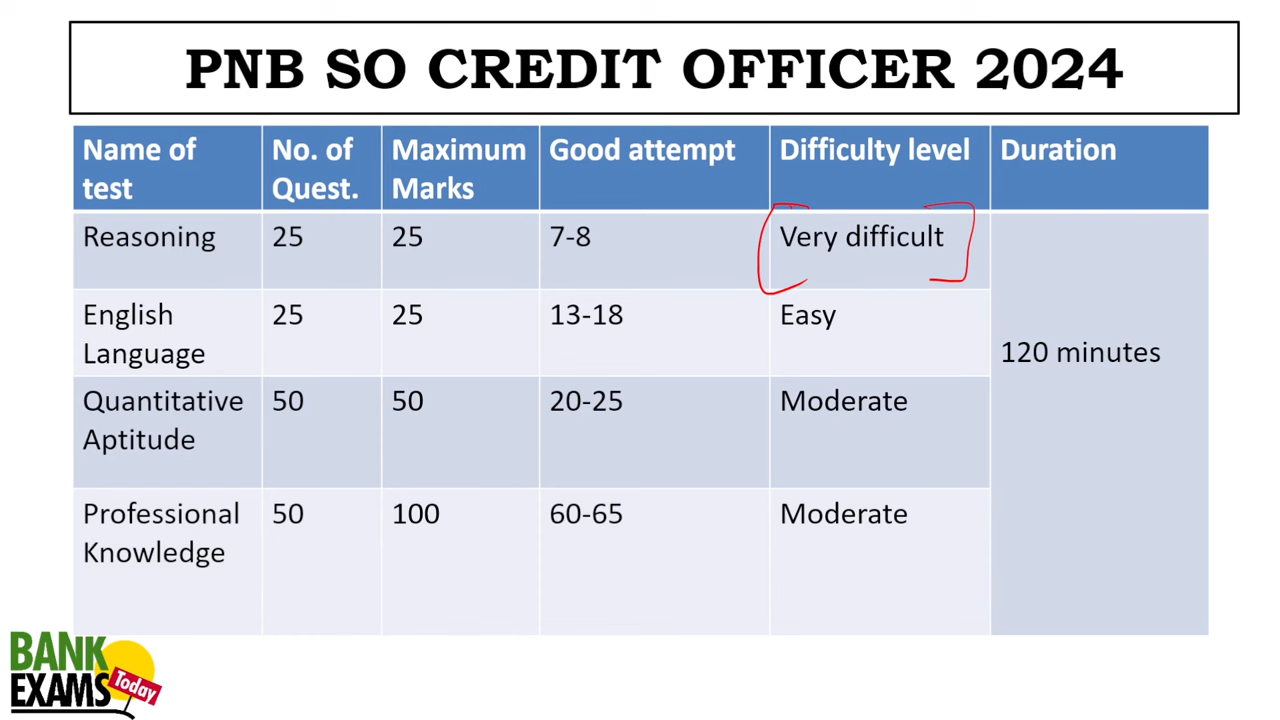 PNB SO CREDIT OFFICER 2024
Name of test No. of Quest. Maximum Marks Good attempt Difficulty level Duration
Reasoning 25 25 7-8 Very difficult
English Language 25 25 13-18 Easy
120 minutes
Quantitative Aptitude 50 50 20-25 Moderate
Professional Knowledge 50 100 60-65 Moderate
BANK
EXAMS Today